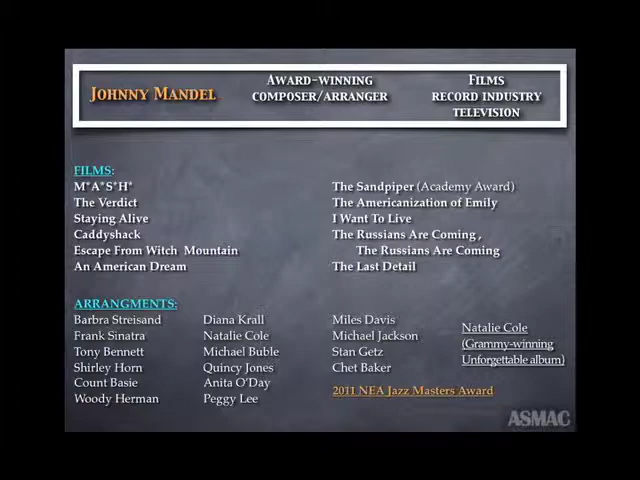 Johnny Mandel
Award-winning
composer/arranger
Films
record industry
television
FILMS:
M*A*S*H*
The Verdict
Staying Alive
Caddyshack
Escape From Witch Mountain
An American Dream
The Sandpiper (Academy Award)
The Americanization of Emily
I Want To Live
The Russians Are Coming ,
The Russians Are Coming
The Last Detail
ARRANGMENTS:
Barbra Streisand
Frank Sinatra
Tony Bennett
Shirley Horn
Count Basie
Woody Herman
Diana Krall
Natalie Cole
Michael Buble
Quincy Jones
Anita O'Day
Peggy Lee
Miles Davis
Michael Jackson
Stan Getz
Chet Baker
Natalie Cole
(Grammy-winning
Unforgettable album)
2011 NEA Jazz Masters Award
ASMAC